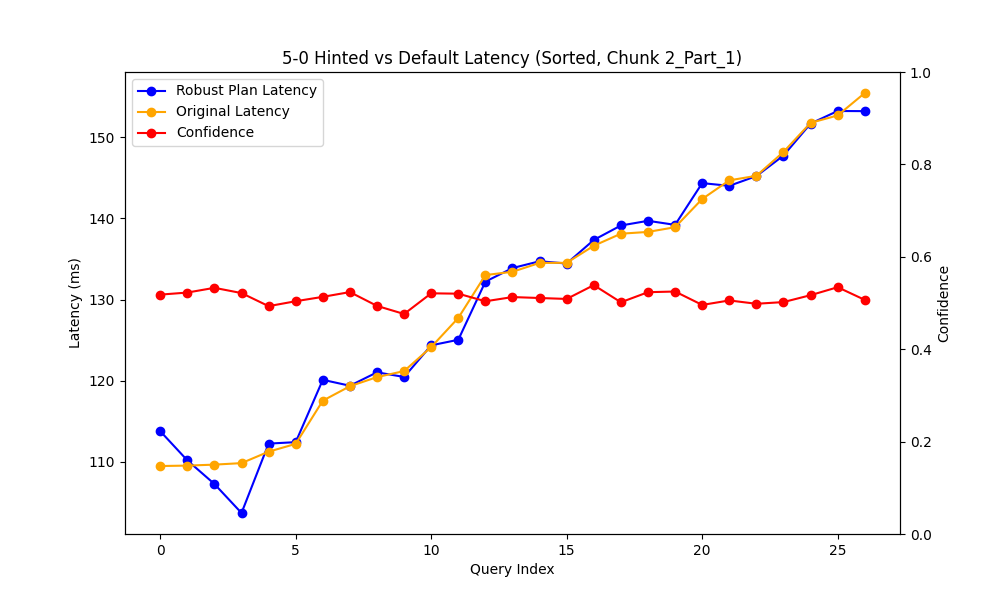 5-0 Hinted vs Default Latency (Sorted, Chunk 2_Part_1)
Robust Plan Latency
Original Latency
Confidence
150
140
130
120
110
Latency (ms)
1.0
0.8
0.6
0.4
0.2
0.0
Confidence
0 5 10 15 20 25
Query Index